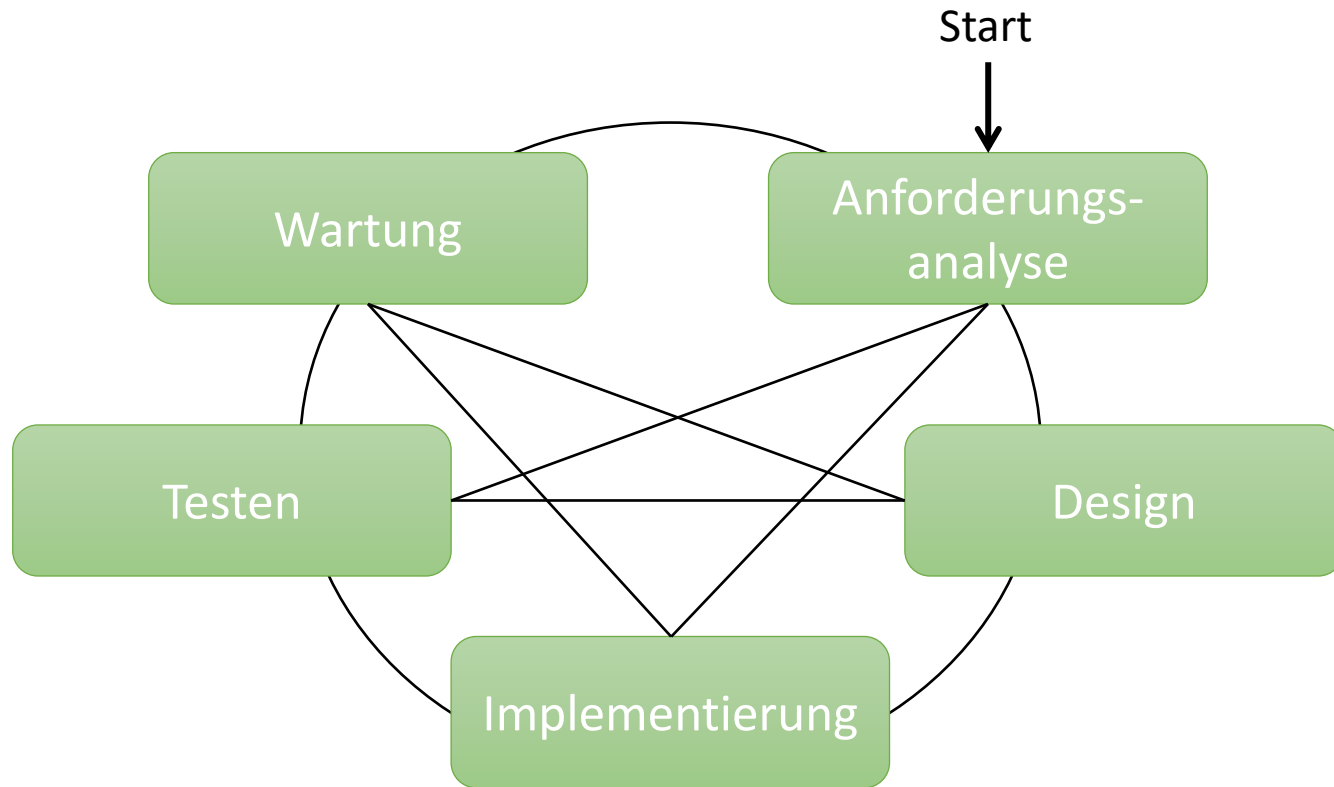 Start
Wartung
Anforderungs-
analyse
Testen
Design
Implementierung